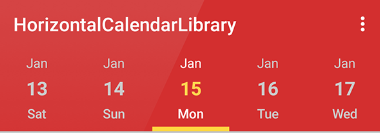 HorizontalCalendarLibrary
Jan Jan Jan Jan Jan
13 14 15 16 17
Sat Sun Mon Tue Wed